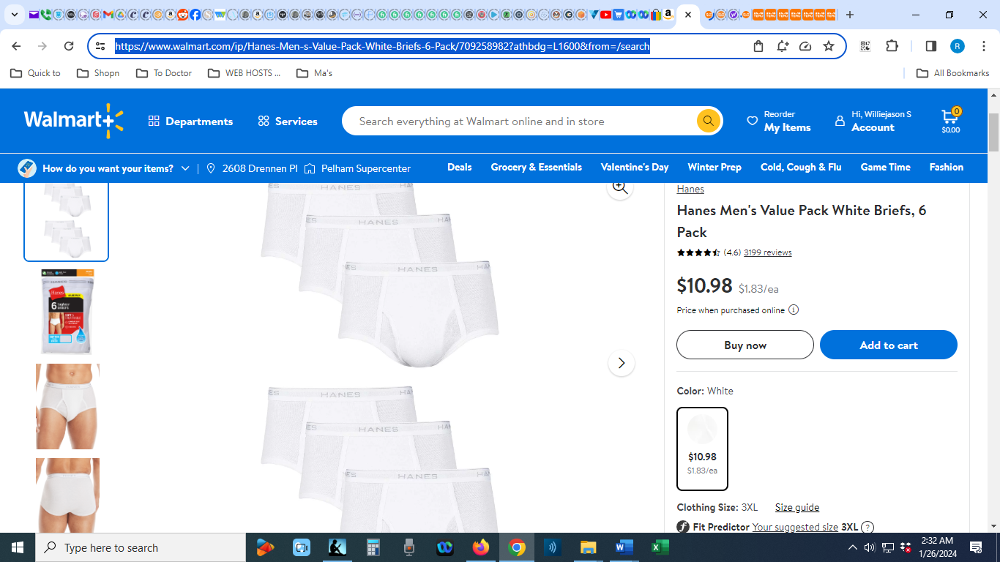 https://www.walmart.com/ip/Hanes-Men-s-Value-Pack-White-Briefs-6-Pack/709258982?athbdg=L1600&from=/search
R
Quick to
Shopn
To Doctor
WEB HOSTS ...
Ma's
All Bookmarks
Walmart
Departments
Services
Search everything at Walmart online and in store
Reorder
My Items
Hi, Williejason S
Account
0
$0.00
How do you want your items?
2608 Drennen Pl
Pelham Supercenter
Deals
Grocery & Essentials
Valentine's Day
Winter Prep
Cold, Cough & Flu
Game Time
Fashion
HANES
HANES
HANES
HANES
HANES
HANES
Hanes
6
Hanes
Hanes Men's Value Pack White Briefs, 6
Pack
(4.6) 3199 reviews
$10.98 $1.83/ea
Price when purchased online
Buy now
Add to cart
Color: White
$10.98
$1.83/ea
Clothing Size: 3XL Size guide
Fit Predictor Your suggested size 3XL ?
Type here to search
2:32 AM
1/26/2024